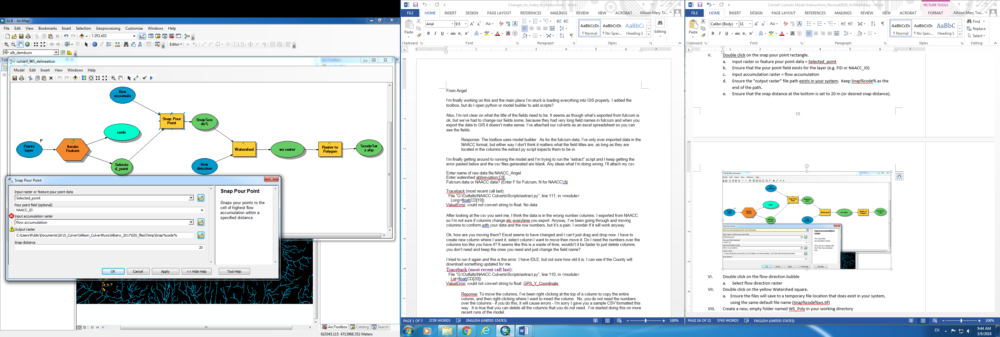 ALB - ArcMap
File Edit View Bookmarks Insert Selection Geoprocessing Customize Windows Help
1:253,403
Editor
alb_demburn
culvert_WS_delineation
Model Edit Insert View Windows Help
flow
accumula
Snap Pour
Point
Snap%co
de%
code
P
Points
layer
Iterate
Feature
Watershed
ws raster
Raster to
Polygon
%code%w
s.shp
Selecte
d_point
flow
direction
Snap Pour Point
Input raster or feature pour point data
Selected_point
Pour point field (optional)
NAACC_ID
Input accumulation raster
flow accumulation
Output raster
C:\Users\Public\Documents\2015_Culvert\Allison_CulvertRuns\Albany_2017\GIS_files\Temp\Snap%code%
Snap distance
20
OK Cancel Apply << Hide Help Tool Help
Snap Pour Point
Snaps pour points to the
cell of highest flow
accumulation within a
specified distance.
ArcToolbox Catalog Search
610345.115 4713968.352 Meters
Changes_to_make_to_instructions - Word
FILE HOME INSERT DESIGN PAGE LAYOUT REFERENCES MAILINGS REVIEW VIEW ACROBAT Allison Mary Tru...
Paste
Arial 9.5
AaBbCcDc AaBbCcDc AaBbC
¶ Normal ¶ No Spac... Heading 1
Editing
Clipboard Font Paragraph Styles
From Angel
I'm finally working on this and the main place I'm stuck is loading everything into GIS properly. I added the
toolbox, but do I open python or model builder to add scripts?
Also, I'm not clear on what the title of the fields need to be. It seems as though what's exported from fulcrum is
ok, but we've had to change our fields some, because they had very long field names in fulcrum and when you
export the data to GIS it doesn't make sense. I've attached our culverts as an excel spreadsheet so you can
see the fields.
Response: The toolbox uses model builder. As for the fulcrum data, I've only ever imported data in the
NAACC format, but either way I don't think it matters what the field titles are, as long as they are
located in the columns the extract.py script expects them to be in.
I'm finally getting around to running the model and I'm trying to run the "extract" script and I keep getting the
error pasted below and the csv files generated are blank. Any ideas what I'm doing wrong. I'll attach my csv.
Enter name of raw data file:NAACC_Angel
Enter watershed abbreviation:CIE
Fulcrum data or NAACC data? (Enter F for Fulcrum, N for NAACC):N
Traceback (most recent call last):
File "G:\Outfalls\NAACC Culverts\Scripts\extract.py", line 111, in <module>
Long=float(CD[19])
ValueError: could not convert string to float: No data
After looking at the csv you sent me, I think the data is in the wrong number columns. I exported from NAACC
so I'm not sure if columns change etc everytime you export. Anyway, I've been going through and moving
columns to conform with your data and the row numbers, but it's a pain. I wonder if it will work anyway.
Ok, how are you moving them? Excel seems to have changed and I can't just drag and drop now. I have to
create new column where I want it, select column I want to move then move it. Do I need the numbers over the
columns too like you have it? It seems like this is a waste of time, wouldn't it be faster to just delete columns
you don't need and keep the ones you need and just change the field name?
I tried to run it again and this is the error. I have IDLE, but not sure how old it is. I can see if the County will
download something updated for me.
Traceback (most recent call last):
File "G:\Outfalls\NAACC Culverts\Scripts\extract.py", line 110, in <module>
Lat=float(CD[20])
ValueError: could not convert string to float: GPS_Y_Coordinate
Reponse: To move the columns, I've been right clicking at the top of a column to copy the entire
column, and then right clicking where I want to insert the column. No, you do not need the numbers
over the columns - if you do this, it will cause errors - I'm sorry I gave you a sample CSV formatted this
way. It is true that you can delete all the columns that you do not need. I've started doing this on more
recent runs of the model.
PAGE 1 OF 7 2729 WORDS ENGLISH (UNITED STATES) 100%
Cornell Culverts Model Instructions_Revised2018_forWorkshop - Word
PICTURE TOOLS
FILE HOME INSERT DESIGN PAGE LAYOUT REFERENCES MAILINGS REVIEW VIEW ACROBAT FORMAT Allison Mary Tru...
Paste
Calibri (Body) 11
AaBbCcDc AaBbCcDc AaBbC
¶ Normal ¶ No Spac... Heading 1
Find
Replace
Select
Clipboard Font Paragraph Styles Editing
V. Double click on the snap pour point rectangle.
a. Input raster or feature pour point data = Selected_point
b. Ensure that the pour point field exists for the layer (e.g. FID or NAACC_ID)
c. Input accumulation raster = flow accumulation
d. Ensure the "output raster" file path exists in your system. Keep Snap%code% as the
end of the path.
e. Ensure that the snap distance at the bottom is set to 20 m (or desired snap distance).
15
culvert_WS_delineation
Snap Pour Point
Input accumulation
raster
The input flow
accumulation raster.
This can be created with
the Flow Accumulation
tool.
VI. Double click on the flow direction bubble
a. Select flow direction raster
VII. Double click on the yellow Watershed square.
a. Ensure the files will save to a temporary file location that does exist in your system,
using the same default file name (Snap%code%ws.tif)
VIII. Create a new, empty folder named WS_Poly in your working directory
PAGE 16 OF 21 5743 WORDS ENGLISH (UNITED STATES) 100%
EN
9:44 AM
3/9/2018